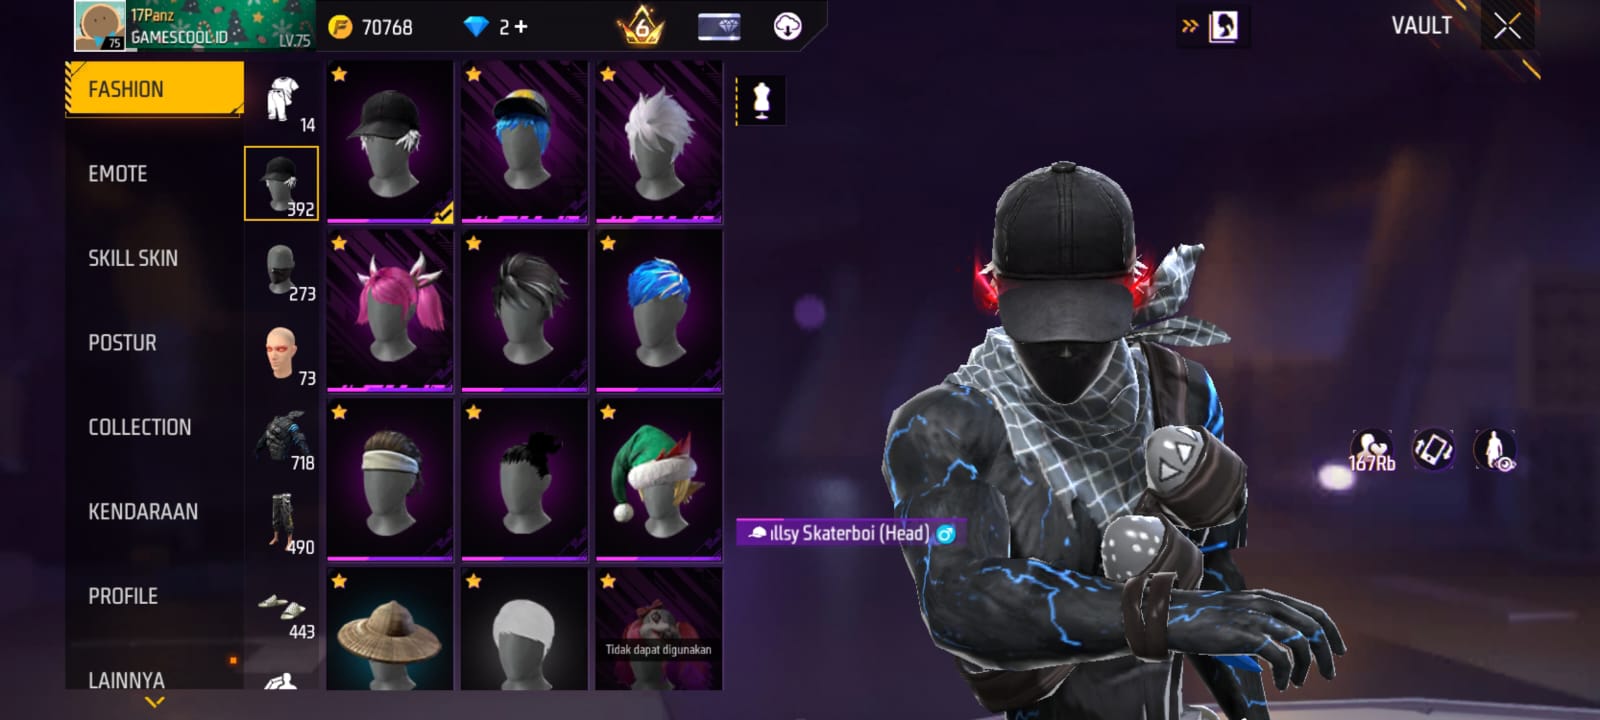 17Panz
75
GAMESCOOL.ID
LV.75
70768
2+
6
VAULT
FASHION
14
EMOTE
392
SKILL SKIN
273
POSTUR
73
COLLECTION
718
KENDARAAN
490
PROFILE
443
LAINNYA
Tidak dapat digunakan
illsy Skaterboi (Head)
167Rb